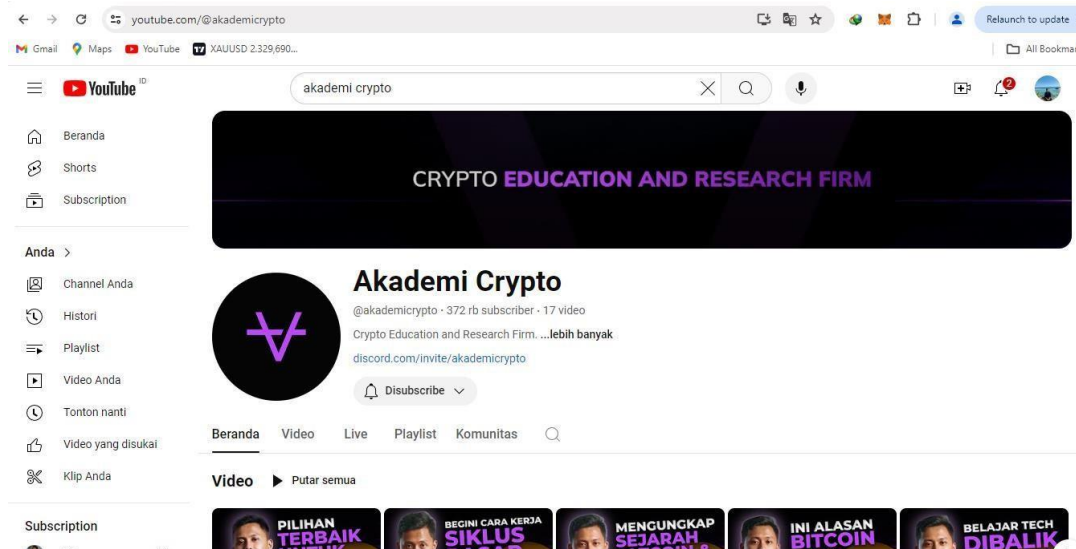 youtube.com/@akademicrypto
Relaunch to update
Gmail
Maps
YouTube
XAUUSD 2.329,690...
All Bookmar
YouTube ID
akademi crypto
2
Beranda
Shorts
Subscription
Anda
Channel Anda
Histori
Playlist
Video Anda
Tonton nanti
Video yang disukai
Klip Anda
Subscription
CRYPTO EDUCATION AND RESEARCH FIRM
Akademi Crypto
@akademicrypto · 372 rb subscriber · 17 video
Crypto Education and Research Firm. ...lebih banyak
discord.com/invite/akademicrypto
Disubscribe
Beranda Video Live Playlist Komunitas
Video Putar semua
PILIHAN
TERBAIK
BEGINI CARA KERJA
SIKLUS
MENGUNGKAP
SEJARAH
INI ALASAN
BITCOIN
BELAJAR TECH
DIBALIK